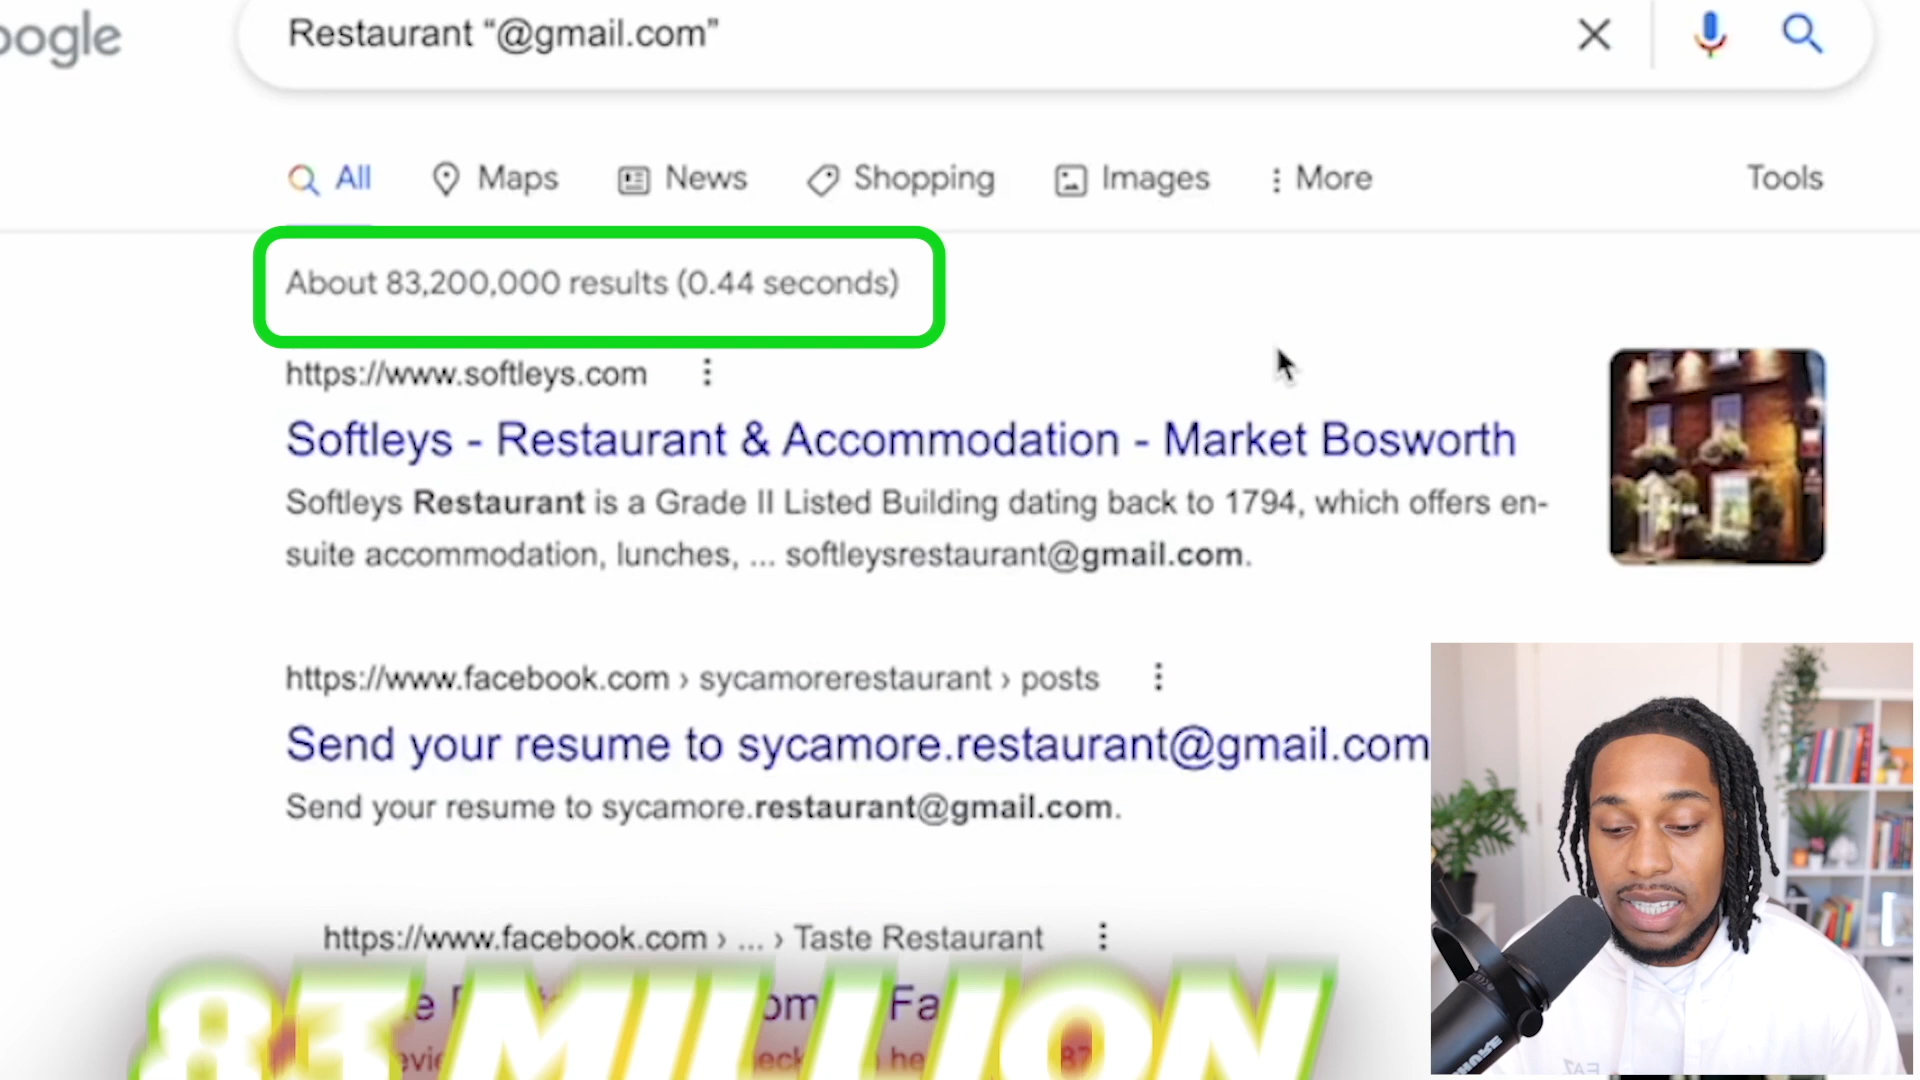 oogle
Restaurant “@gmail.com”
All Maps News Shopping Images More Tools
About 83,200,000 results (0.44 seconds)
https://www.softleys.com
Softleys - Restaurant & Accommodation - Market Bosworth
Softleys Restaurant is a Grade II Listed Building dating back to 1794, which offers en-
suite accommodation, lunches, ... softleysrestaurant@gmail.com.
https://www.facebook.com › sycamorerestaurant › posts
Send your resume to sycamore.restaurant@gmail.com
Send your resume to sycamore.restaurant@gmail.com.
https://www.facebook.com › ... › Taste Restaurant
83 MILLION